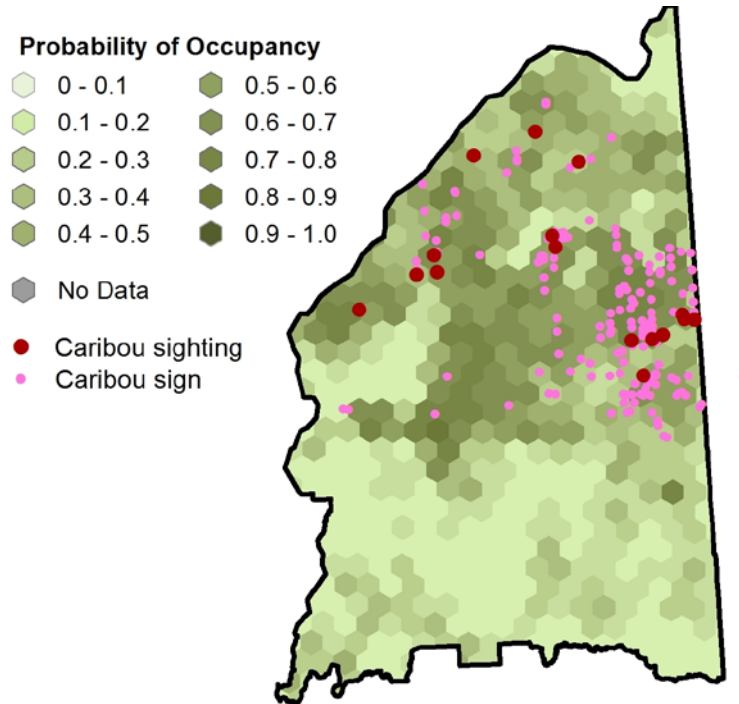 Probability of Occupancy
0 - 0.1
0.1 - 0.2
0.2 - 0.3
0.3 - 0.4
0.4 - 0.5
0.5 - 0.6
0.6 - 0.7
0.7 - 0.8
0.8 - 0.9
0.9 - 1.0
No Data
Caribou sighting
Caribou sign